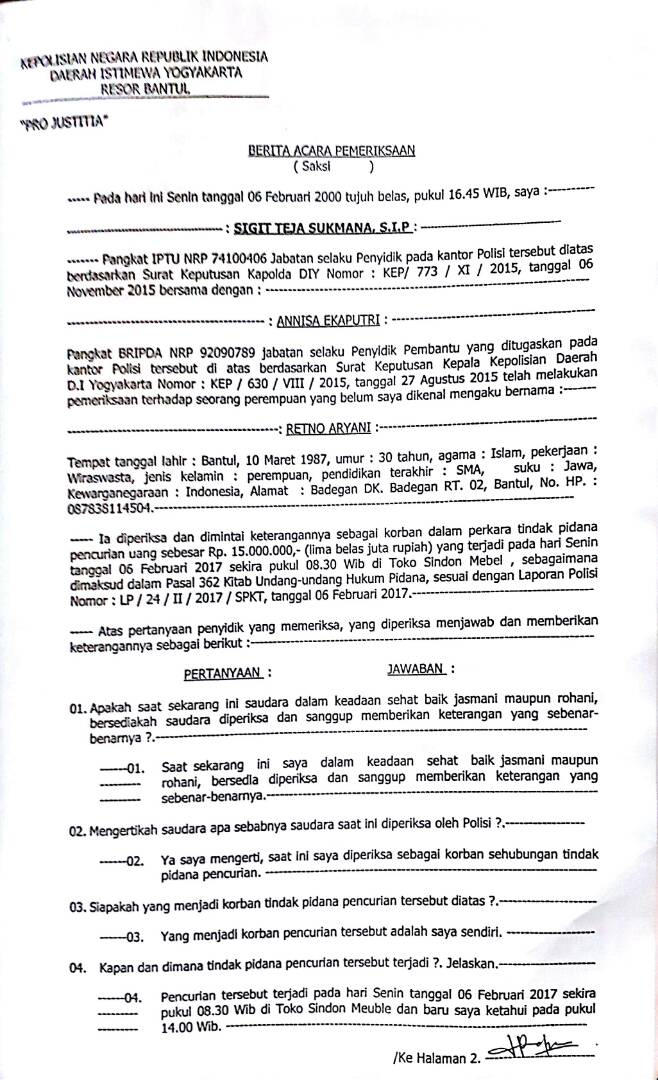 KEPOLISIAN NEGARA REPUBLIK INDONESIA
DAERAH ISTIMEWA YOGYAKARTA
RESOR BANTUL
"PRO JUSTITIA"
BERITA ACARA PEMERIKSAAN
( Saksi )
----- Pada hari ini Senin tanggal 06 Februari 2000 tujuh belas, pukul 16.45 WIB, saya :----------
---------------------------------- : SIGIT TEJA SUKMANA, S.I.P : -------------------------------
------- Pangkat IPTU NRP 74100406 Jabatan selaku Penyidik pada kantor Polisi tersebut diatas
berdasarkan Surat Keputusan Kapolda DIY Nomor : KEP/ 773 / XI / 2015, tanggal 06
November 2015 bersama dengan : ----------------------------------------------------------------
------------------------------------------ : ANNISA EKAPUTRI : ------------------------------------------
Pangkat BRIPDA NRP 92090789 jabatan selaku Penyidik Pembantu yang ditugaskan pada
kantor Polisi tersebut di atas berdasarkan Surat Keputusan Kepala Kepolisian Daerah
D.I Yogyakarta Nomor : KEP / 630 / VIII / 2015, tanggal 27 Agustus 2015 telah melakukan
pemeriksaan terhadap seorang perempuan yang belum saya dikenal mengaku bernama :-------
---------------------------------------------: RETNO ARYANI :---------------------------------------------
Tempat tanggal lahir : Bantul, 10 Maret 1987, umur : 30 tahun, agama : Islam, pekerjaan :
Wiraswasta, jenis kelamin : perempuan, pendidikan terakhir : SMA, suku : Jawa,
Kewarganegaraan : Indonesia, Alamat : Badegan DK. Badegan RT. 02, Bantul, No. HP. :
087838114504.----------------------------------------------------------------------------------
----- Ia diperiksa dan dimintai keterangannya sebagai korban dalam perkara tindak pidana
pencurian uang sebesar Rp. 15.000.000,- (lima belas juta rupiah) yang terjadi pada hari Senin
tanggal 06 Februari 2017 sekira pukul 08.30 Wib di Toko Sindon Mebel , sebagaimana
dimaksud dalam Pasal 362 Kitab Undang-undang Hukum Pidana, sesuai dengan Laporan Polisi
Nomor : LP / 24 / II / 2017 / SPKT, tanggal 06 Februari 2017.------------------------------------
----- Atas pertanyaan penyidik yang memeriksa, yang diperiksa menjawab dan memberikan
keterangannya sebagai berikut :--------------------------------------------------------------------
PERTANYAAN : JAWABAN :
01. Apakah saat sekarang ini saudara dalam keadaan sehat baik jasmani maupun rohani,
bersediakah saudara diperiksa dan sanggup memberikan keterangan yang sebenar-
benarnya ?.----------------------------------------------------------------------------------
------01. Saat sekarang ini saya dalam keadaan sehat baik jasmani maupun
--------- rohani, bersedia diperiksa dan sanggup memberikan keterangan yang
--------- sebenar-benarnya.----------------------------------------------------------------
02. Mengertikah saudara apa sebabnya saudara saat ini diperiksa oleh Polisi ?.----------------
------02. Ya saya mengerti, saat ini saya diperiksa sebagai korban sehubungan tindak
pidana pencurian. ----------------------------------------------------------------
03. Siapakah yang menjadi korban tindak pidana pencurian tersebut diatas ?.-------------------
------03. Yang menjadi korban pencurian tersebut adalah saya sendiri. -----------------
04. Kapan dan dimana tindak pidana pencurian tersebut terjadi ?. Jelaskan.-------------------
------04. Pencurian tersebut terjadi pada hari Senin tanggal 06 Februari 2017 sekira
--------- pukul 08.30 Wib di Toko Sindon Meuble dan baru saya ketahui pada pukul
--------- 14.00 Wib. ------------------------------------------------------------------------
/Ke Halaman 2. ----------------------